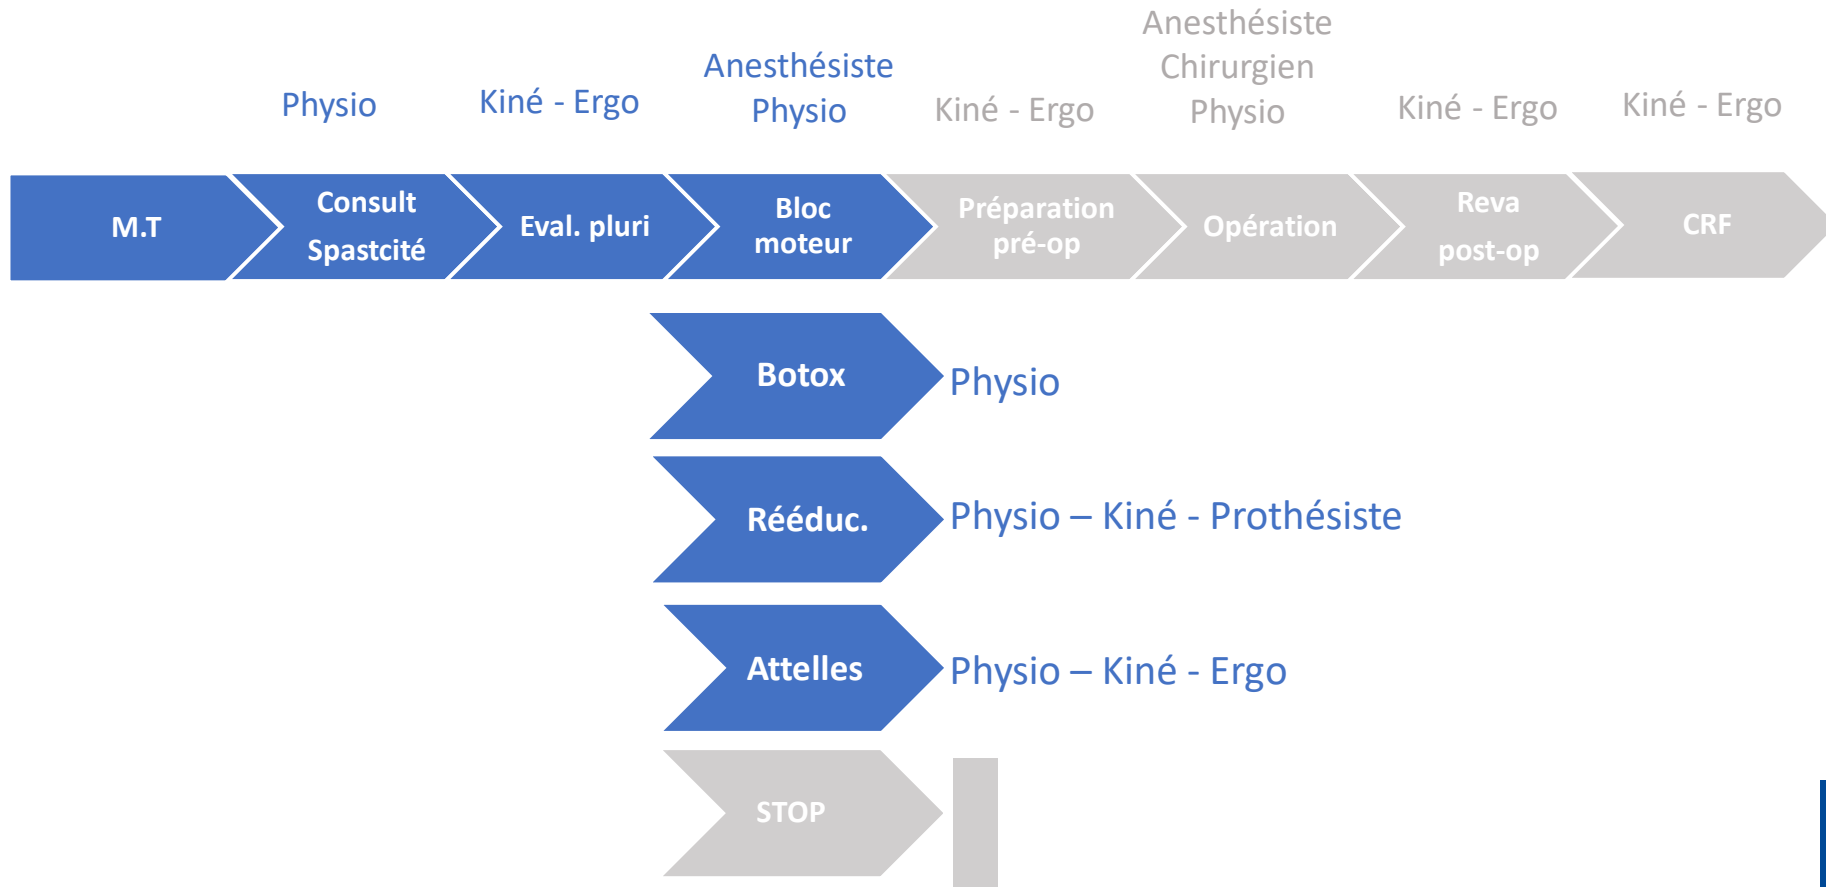 Physio
Kiné - Ergo
Anesthésiste
Physio
Kiné - Ergo
Anesthésiste
Chirurgien
Physio
Kiné - Ergo
Kiné - Ergo
M.T
Consult
Spastcité
Eval. pluri
Bloc
moteur
Préparation
pré-op
Opération
Reva
post-op
CRF
Botox
Physio
Rééduc.
Physio – Kiné - Prothésiste
Attelles
Physio – Kiné - Ergo
STOP